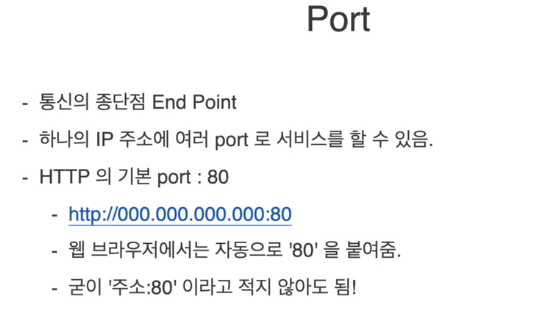 Port
- 통신의 종단점 End Point
- 하나의 IP 주소에 여러 port 로 서비스를 할 수 있음.
- HTTP 의 기본 port : 80
- http://000.000.000.000:80
- 웹 브라우저에서는 자동으로 '80' 을 붙여줌.
- 굳이 '주소:80' 이라고 적지 않아도 됨!